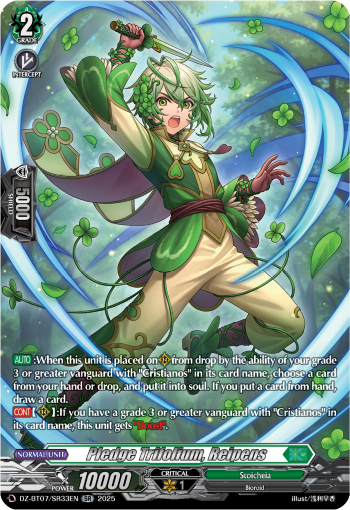 2
GRADE
INTERCEPT
5000
SHIELD
AUTO :When this unit is placed on R from drop by the ability of your grade
3 or greater vanguard with "Cristianos" in its card name, choose a card
from your hand or drop, and put it into soul. If you put a card from hand,
draw a card.
CONT [R]:If you have a grade 3 or greater vanguard with "Cristianos" in
its card name, this unit gets "Boost".
NORMAL UNIT
Pledge Trifolium, Reipens
POWER 10000
CRITICAL
1
Stoicheia
Bioroid
DZ-BT07/SR33EN SR 2025
illust/浅利早香